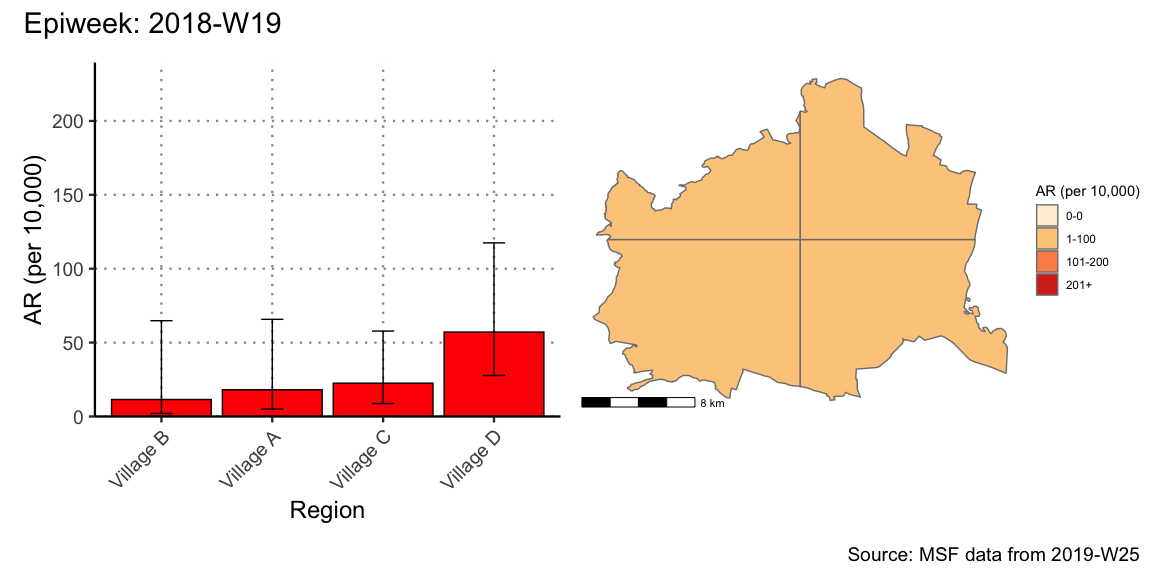 Epiweek: 2018-W19
AR (per 10,000)
200
150
100
50
0
Village B
Village A
Village C
Village D
Region
8 km
AR (per 10,000)
0-0
1-100
101-200
201+
Source: MSF data from 2019-W25